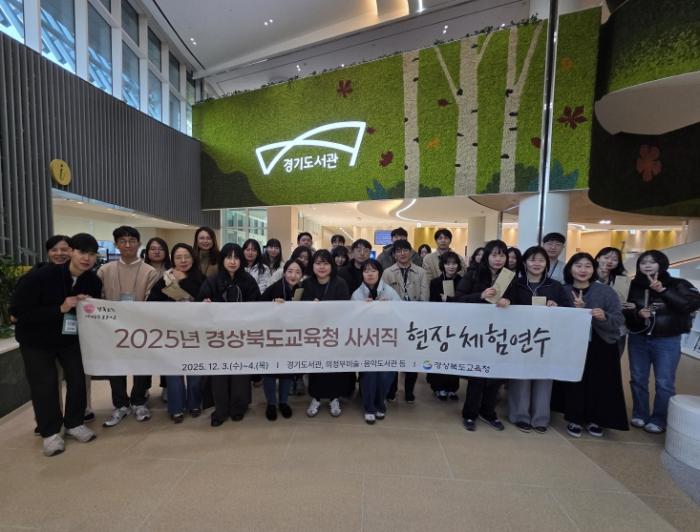 경기도서관
i
2025년 경상북도교육청 사서직 현장체험연수
2025. 12. 3.(수)~4.(목) | 경기도서관, 의정부미술·음악도서관 등 | 경상북도교육청